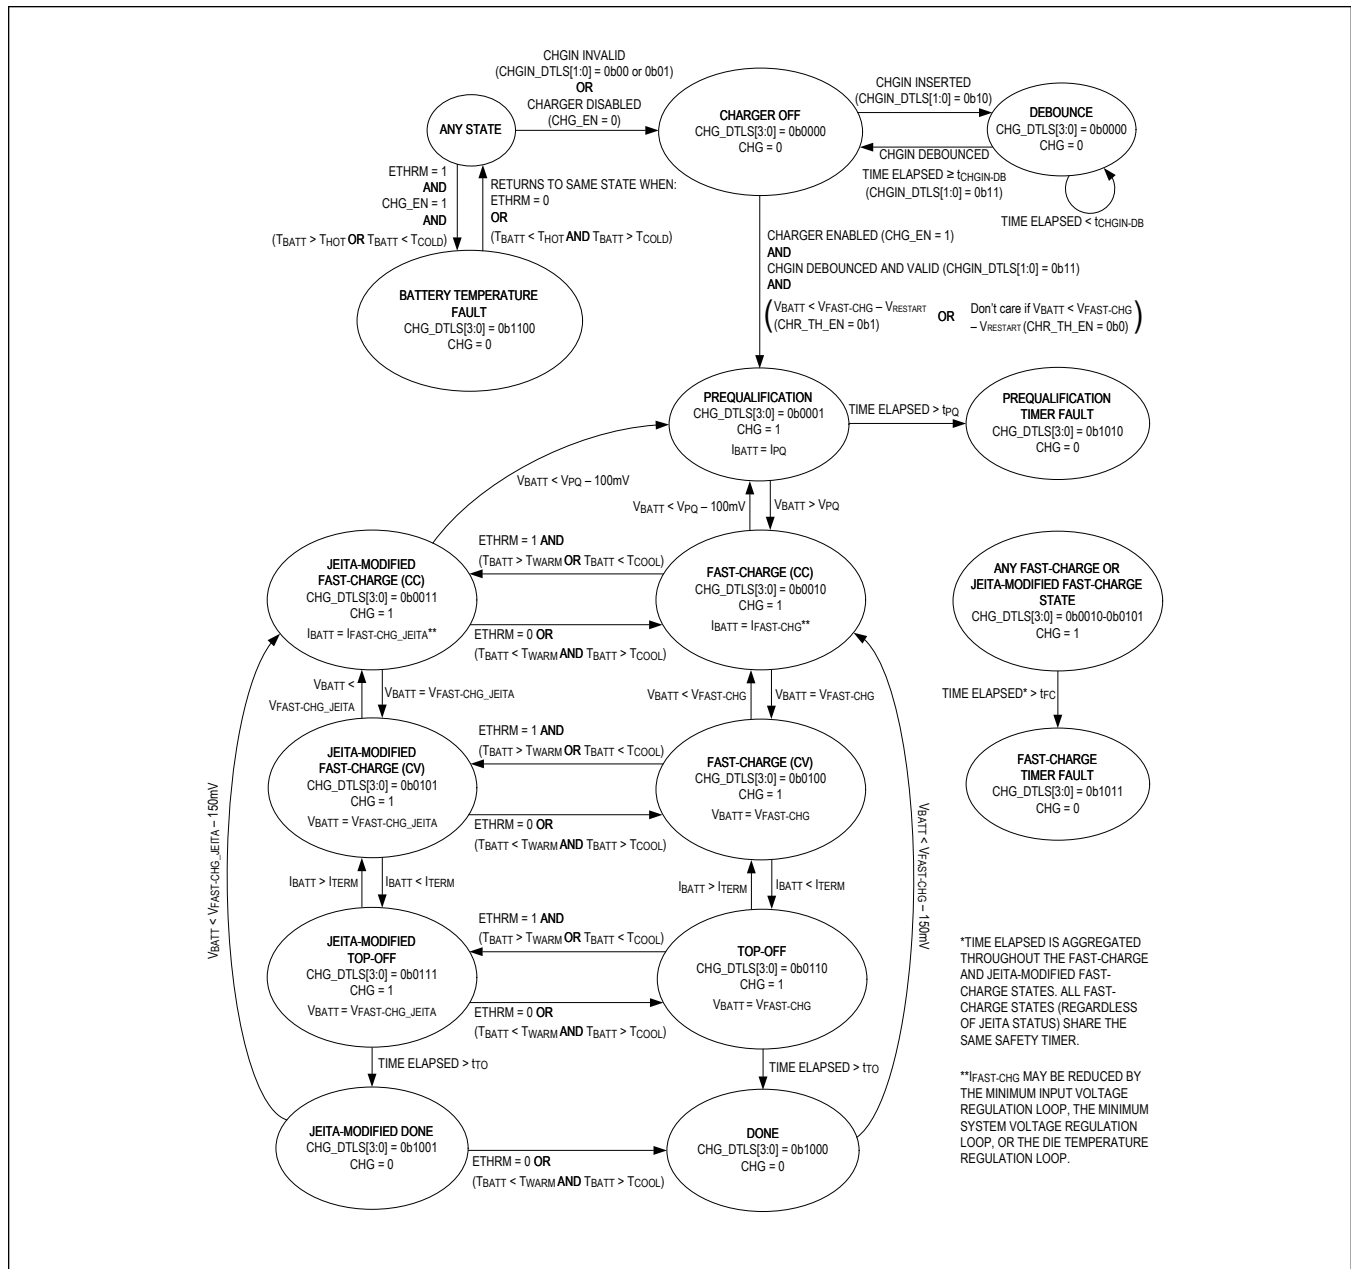 CHGIN INVALID
(CHGIN_DTLS[1:0] = 0b00 or 0b01)
OR
CHARGER DISABLED
(CHG_EN = 0)
ANY STATE
CHARGER OFF
CHG_DTLS[3:0] = 0b0000
CHG = 0
CHGIN INSERTED
(CHGIN_DTLS[1:0] = 0b10)
DEBOUNCE
CHG_DTLS[3:0] = 0b0000
CHG = 0
CHGIN DEBOUNCED
TIME ELAPSED ≥ tCHGIN-DB
(CHGIN_DTLS[1:0] = 0b11)
TIME ELAPSED < tCHGIN-DB
ETHRM = 1
AND
CHG_EN = 1
AND
(TBATT > THOT OR TBATT < TCOLD)
RETURNS TO SAME STATE WHEN:
ETHRM = 0
OR
(TBATT < THOT AND TBATT > TCOLD)
BATTERY TEMPERATURE
FAULT
CHG_DTLS[3:0] = 0b1100
CHG = 0
CHARGER ENABLED (CHG_EN = 1)
AND
CHGIN DEBOUNCED AND VALID (CHGIN_DTLS[1:0] = 0b11)
AND
(VBATT < VFAST-CHG – VRESTART
(CHR_TH_EN = 0b1)
OR
Don't care if VBATT < VFAST-CHG
– VRESTART (CHR_TH_EN = 0b0))
PREQUALIFICATION
CHG_DTLS[3:0] = 0b0001
CHG = 1
IBATT = IPQ
TIME ELAPSED > tPQ
PREQUALIFICATION
TIMER FAULT
CHG_DTLS[3:0] = 0b1010
CHG = 0
VBATT < VPQ – 100mV
VBATT < VPQ – 100mV
VBATT > VPQ
JEITA-MODIFIED
FAST-CHARGE (CC)
CHG_DTLS[3:0] = 0b0011
CHG = 1
IBATT = IFAST-CHG_JEITA**
ETHRM = 1 AND
(TBATT > TWARM OR TBATT < TCOOL)
ETHRM = 0 OR
(TBATT < TWARM AND TBATT > TCOOL)
FAST-CHARGE (CC)
CHG_DTLS[3:0] = 0b0010
CHG = 1
IBATT = IFAST-CHG**
ANY FAST-CHARGE OR
JEITA-MODIFIED FAST-CHARGE
STATE
CHG_DTLS[3:0] = 0b0010-0b0101
CHG = 1
TIME ELAPSED* > tFC
FAST-CHARGE
TIMER FAULT
CHG_DTLS[3:0] = 0b1011
CHG = 0
VBATT <
VFAST-CHG_JEITA
VBATT = VFAST-CHG_JEITA
VBATT < VFAST-CHG
VBATT = VFAST-CHG
JEITA-MODIFIED
FAST-CHARGE (CV)
CHG_DTLS[3:0] = 0b0101
CHG = 1
VBATT = VFAST-CHG_JEITA
ETHRM = 1 AND
(TBATT > TWARM OR TBATT < TCOOL)
ETHRM = 0 OR
(TBATT < TWARM AND TBATT > TCOOL)
FAST-CHARGE (CV)
CHG_DTLS[3:0] = 0b0100
CHG = 1
VBATT = VFAST-CHG
VBATT < VFAST-CHG_JEITA – 150mV
VBATT < VFAST-CHG – 150mV
IBATT > ITERM
IBATT < ITERM
IBATT > ITERM
IBATT < ITERM
JEITA-MODIFIED
TOP-OFF
CHG_DTLS[3:0] = 0b0111
CHG = 1
VBATT = VFAST-CHG_JEITA
ETHRM = 1 AND
(TBATT > TWARM OR TBATT < TCOOL)
ETHRM = 0 OR
(TBATT < TWARM AND TBATT > TCOOL)
TOP-OFF
CHG_DTLS[3:0] = 0b0110
CHG = 1
VBATT = VFAST-CHG
TIME ELAPSED > tTO
TIME ELAPSED > tTO
JEITA-MODIFIED DONE
CHG_DTLS[3:0] = 0b1001
CHG = 0
ETHRM = 0 OR
(TBATT < TWARM AND TBATT > TCOOL)
DONE
CHG_DTLS[3:0] = 0b1000
CHG = 0
*TIME ELAPSED IS AGGREGATED
THROUGHOUT THE FAST-CHARGE
AND JEITA-MODIFIED FAST-
CHARGE STATES. ALL FAST-
CHARGE STATES (REGARDLESS
OF JEITA STATUS) SHARE THE
SAME SAFETY TIMER.
**IFAST-CHG MAY BE REDUCED BY
THE MINIMUM INPUT VOLTAGE
REGULATION LOOP, THE MINIMUM
SYSTEM VOLTAGE REGULATION
LOOP, OR THE DIE TEMPERATURE
REGULATION LOOP.